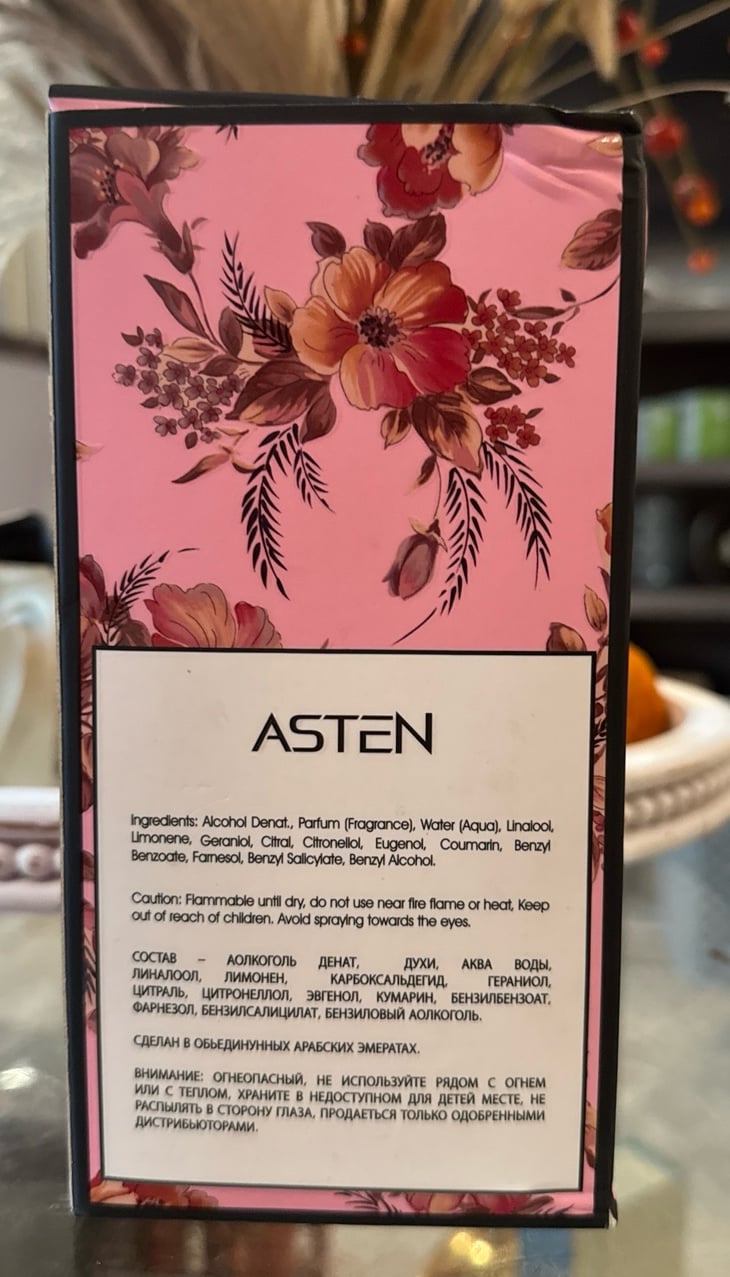 ASTEN
Ingredients: Alcohol Denat., Parfum (Fragrance), Water (Aqua), Linalool,
Limonene, Geraniol, Citral, Citronellol, Eugenol, Coumarin, Benzyl
Benzoate, Farnesol, Benzyl Salicylate, Benzyl Alcohol.
Caution: Flammable until dry, do not use near fire flame or heat, Keep
out of reach of children. Avoid spraying towards the eyes.
СОСТАВ – АОЛКОГОЛЬ ДЕНАТ, ДУХИ, АКВА ВОДЫ,
ЛИНАЛООЛ, ЛИМОНЕН, КАРБОКСАЛЬДЕГИД, ГЕРАНИОЛ,
ЦИТРАЛЬ, ЦИТРОНЕЛЛОЛ, ЭВГЕНОЛ, КУМАРИН, БЕНЗИЛБЕНЗОАТ,
ФАРНЕЗОЛ, БЕНЗИЛСАЛИЦИЛАТ, БЕНЗИЛОВЫЙ АОЛКОГОЛЬ.
СДЕЛАН В ОБЬЕДИНУННЫХ АРАБСКИХ ЭМЕРАТАХ.
ВНИМАНИЕ: ОГНЕОПАСНЫЙ, НЕ ИСПОЛЬЗУЙТЕ РЯДОМ С ОГНЕМ
ИЛИ С ТЕПЛОМ, ХРАНИТЕ В НЕДОСТУПНОМ ДЛЯ ДЕТЕЙ МЕСТЕ, НЕ
РАСПЫЛЯТЬ В СТОРОНУ ГЛАЗА, ПРОДАЕТЬСЯ ТОЛЬКО ОДОБРЕННЫМИ
ДИСТРИБЬЮТОРАМИ.